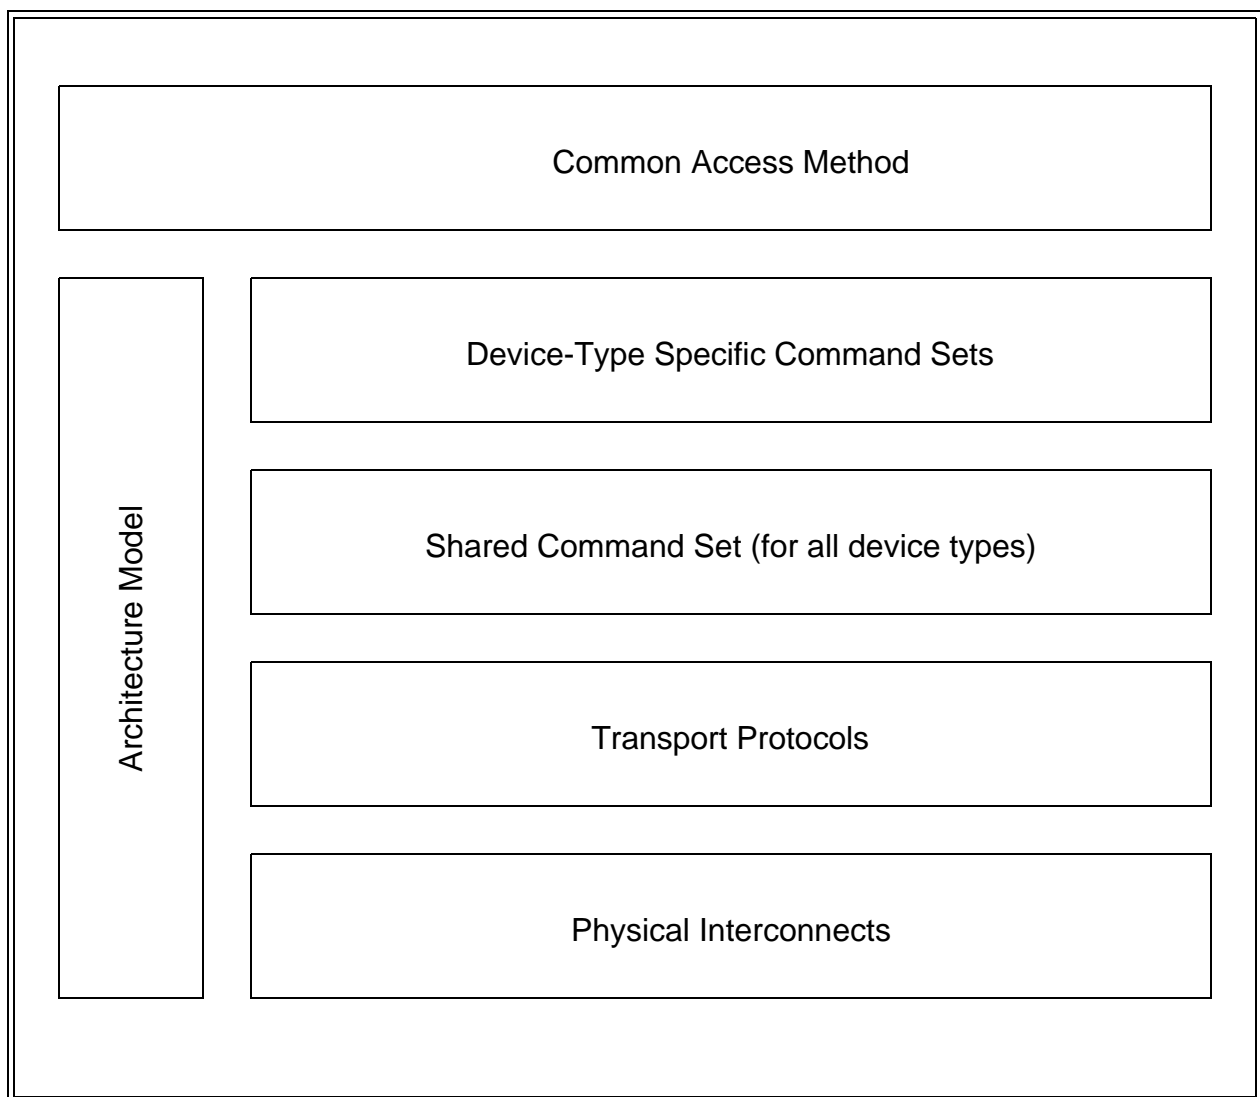 Common Access Method
Architecture Model
Device-Type Specific Command Sets
Shared Command Set (for all device types)
Transport Protocols
Physical Interconnects